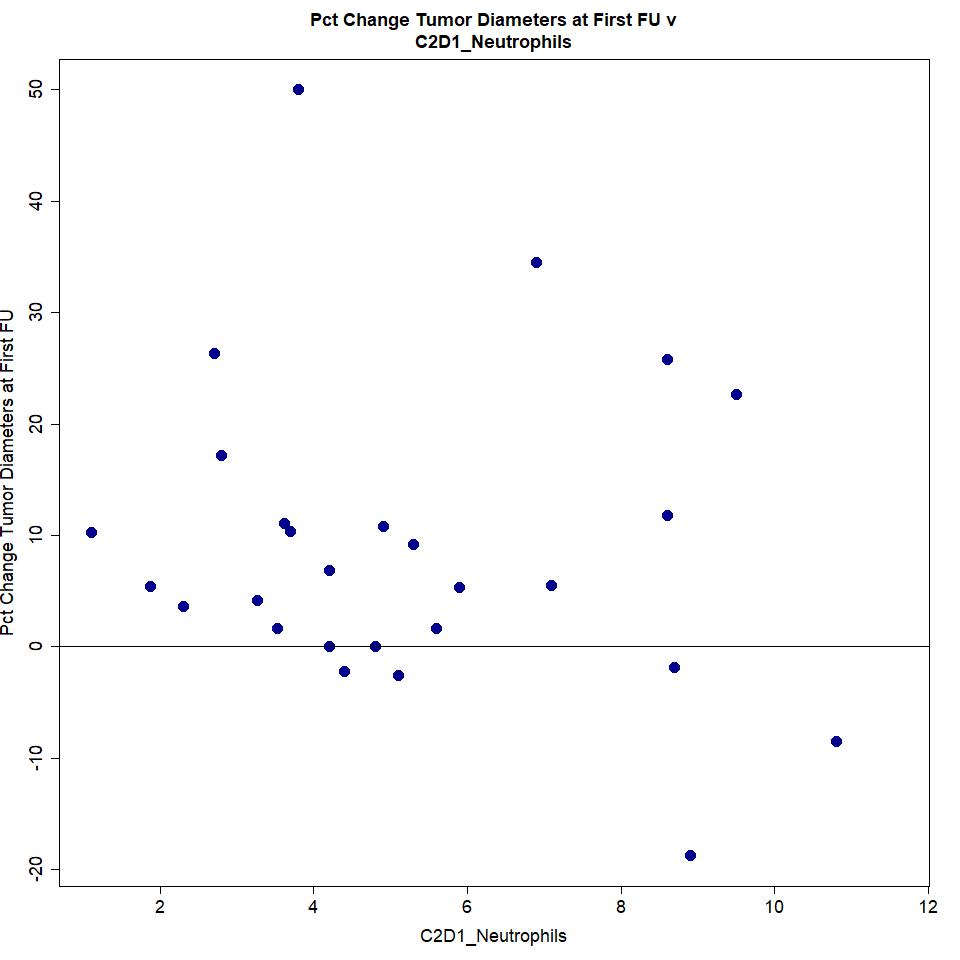 Pct Change Tumor Diameters at First FU v
C2D1_Neutrophils
Pct Change Tumor Diameters at First FU
50
40
30
20
10
0
-10
-20
2 4 6 8 10 12
C2D1_Neutrophils